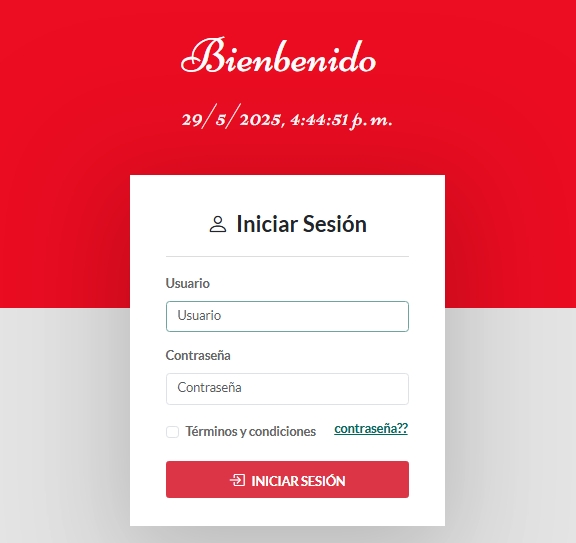 Bienbenido
29/5/2025, 4:44:51 p. m.
Iniciar Sesión
Usuario
Usuario
Contraseña
Contraseña
Términos y condiciones contraseña??
INICIAR SESIÓN